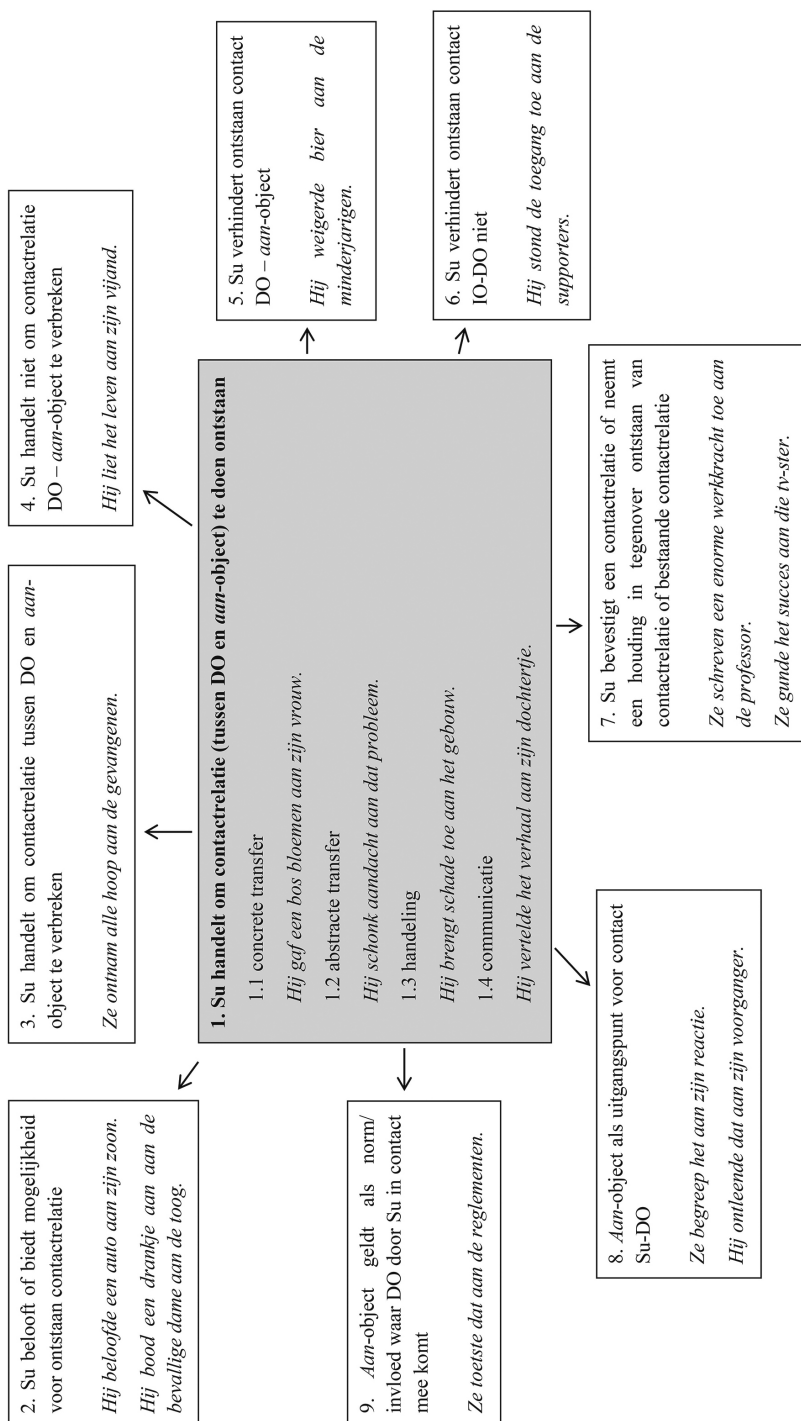 2. Su belooft of biedt mogelijkheid
voor ontstaan contactrelatie
Hij beloofde een auto aan zijn zoon.
Hij bood een drankje aan aan de
bevallige dame aan de toog.
3. Su handelt om contactrelatie tussen DO en aan-
object te verbreken
Ze ontnam alle hoop aan de gevangenen.
4. Su handelt niet om contactrelatie
DO – aan-object te verbreken
Hij liet het leven aan zijn vijand.
1. Su handelt om contactrelatie (tussen DO en aan-object) te doen ontstaan
1.1 concrete transfer
Hij gaf een bos bloemen aan zijn vrouw.
1.2 abstracte transfer
Hij schonk aandacht aan dat probleem.
1.3 handeling
Hij brengt schade toe aan het gebouw.
1.4 communicatie
Hij vertelde het verhaal aan zijn dochtertje.
5. Su verhindert ontstaan contact
DO – aan-object
Hij weigerde bier aan de
minderjarigen.
6. Su verhindert ontstaan contact
IO-DO niet
Hij stond de toegang toe aan de
supporters.
7. Su bevestigt een contactrelatie of neemt
een houding in tegenover ontstaan van
contactrelatie of bestaande contactrelatie
Ze schreven een enorme werkkracht toe aan
de professor.
Ze gunde het succes aan die tv-ster.
8. Aan-object als uitgangspunt voor contact
Su-DO
Ze begreep het aan zijn reactie.
Hij ontleende dat aan zijn voorganger.
9. Aan-object geldt als norm/
invloed waar DO door Su in contact
mee komt
Ze toetste dat aan de reglementen.